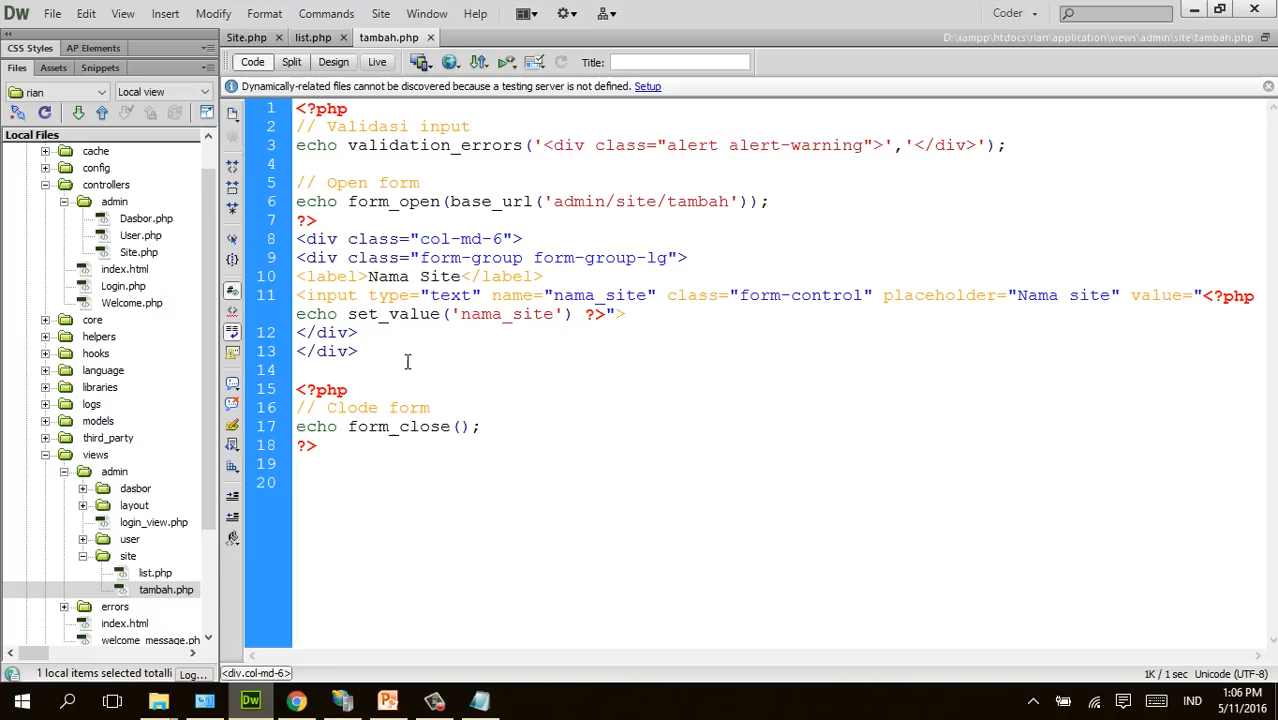 Dw File Edit View Insert Modify Format Commands Site Window Help Coder
CSS Styles AP Elements Site.php × list.php × tambah.php × D:\xampp\htdocs\rian\application\views\admin\site\tambah.php
Files Assets Snippets Code Split Design Live Title:
rian Local view Dynamically-related files cannot be discovered because a testing server is not defined. Setup
Local Files
cache
config
controllers
admin
Dasbor.php
User.php
Site.php
index.html
Login.php
Welcome.php
core
helpers
hooks
language
libraries
logs
models
third_party
views
admin
dasbor
layout
login_view.php
user
site
list.php
tambah.php
errors
index.html
welcome_message.ph
1 <?php
2 // Validasi input
3 echo validation_errors('<div class="alert alert-warning">','</div>');
4
5 // Open form
6 echo form_open(base_url('admin/site/tambah'));
7 ?>
8 <div class="col-md-6">
9 <div class="form-group form-group-lg">
10 <label>Nama Site</label>
11 <input type="text" name="nama_site" class="form-control" placeholder="Nama site" value="<?php
echo set_value('nama_site') ?>">
12 </div>
13 </div>
14
15 <?php
16 // Clode form
17 echo form_close();
18 ?>
19
20
1 local items selected totalli Log... <div.col-md-6> 1K / 1 sec Unicode (UTF-8)
Dw IND 1:06 PM
5/11/2016